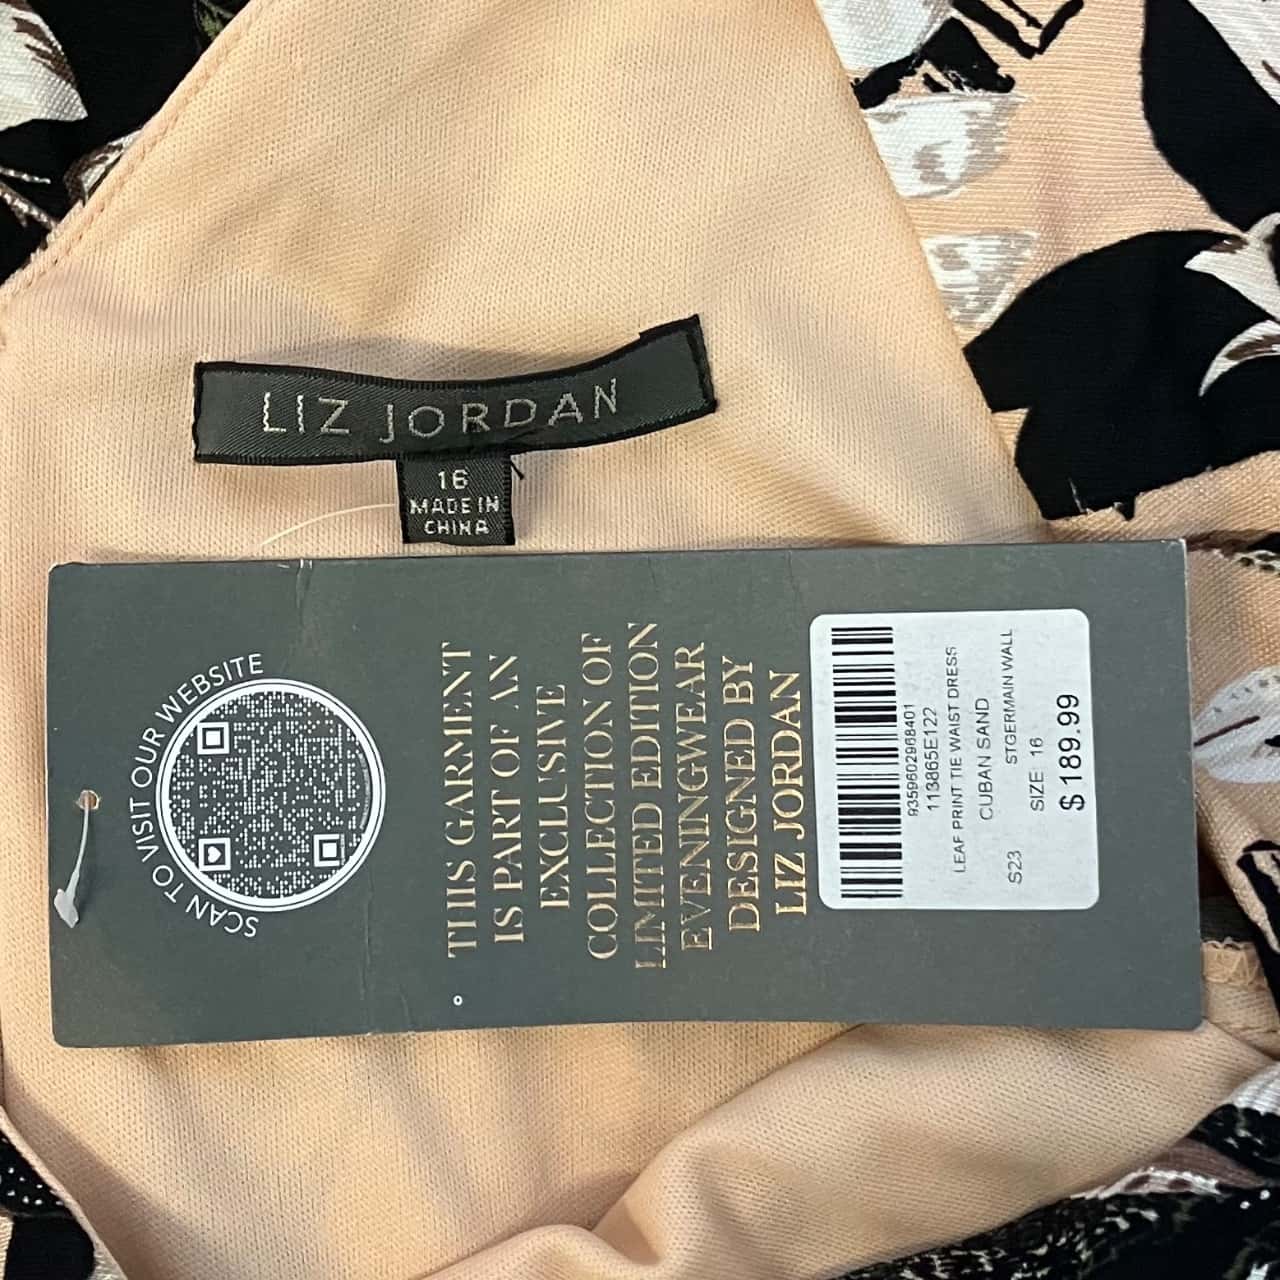 LIZ JORDAN
16
MADE IN
CHINA
SCAN TO VISIT OUR WEBSITE
THIS GARMENT
IS PART OF AN
EXCLUSIVE
COLLECTION OF
LIMITED EDITION
EVENINGWEAR
DESIGNED BY
LIZ JORDAN
9359602968401
113865E122
LEAF PRINT TIE WAIST DRESS
CUBAN SAND
S23 STGERMAIN WALL
SIZE: 16
$189.99